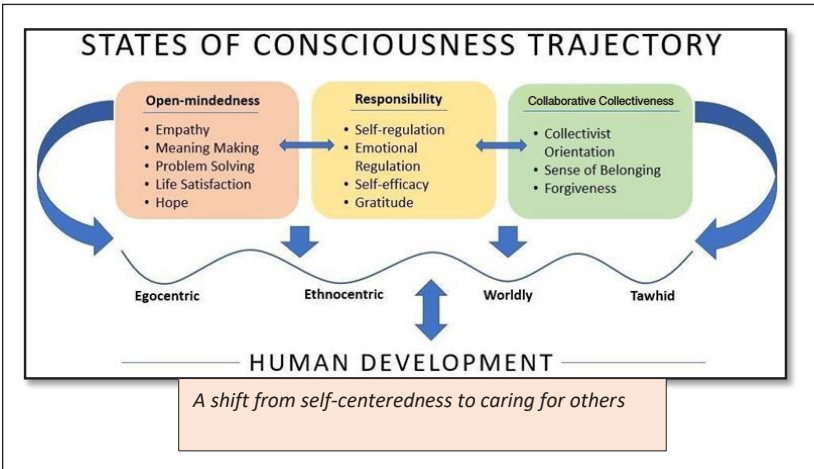 STATES OF CONSCIOUSNESS TRAJECTORY
Open-mindedness
• Empathy
• Meaning Making
• Problem Solving
• Life Satisfaction
• Hope
Responsibility
• Self-regulation
• Emotional
Regulation
• Self-efficacy
• Gratitude
Collaborative Collectiveness
• Collectivist
Orientation
• Sense of Belonging
• Forgiveness
Egocentric
Ethnocentric
Worldly
Tawhid
HUMAN DEVELOPMENT
A shift from self-centeredness to caring for others